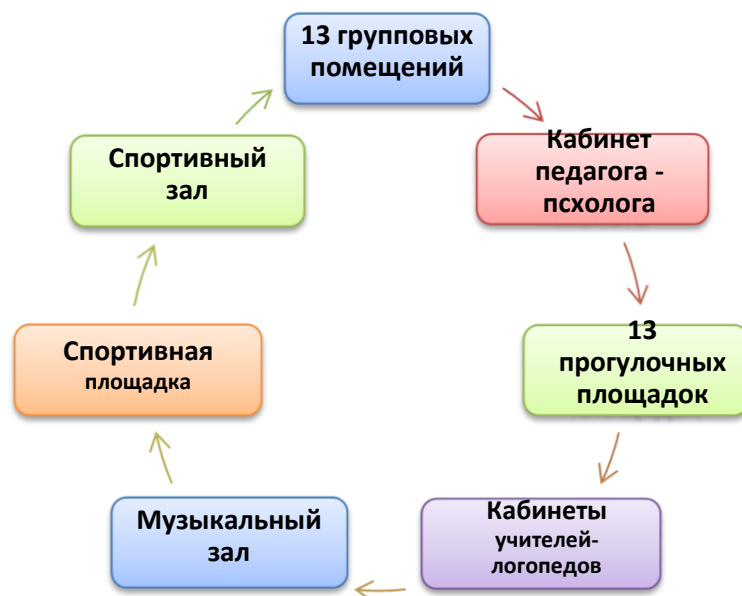 13 групповых
помещений
Кабинет
педагога -
псхолога
13
прогулочных
площадок
Кабинеты
учителей-
логопедов
Музыкальный
зал
Спортивная
площадка
Спортивный
зал